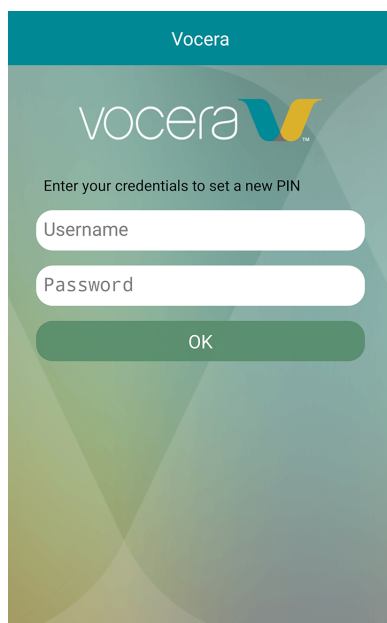 Vocera
vocera
TM
Enter your credentials to set a new PIN
Username
Password
OK